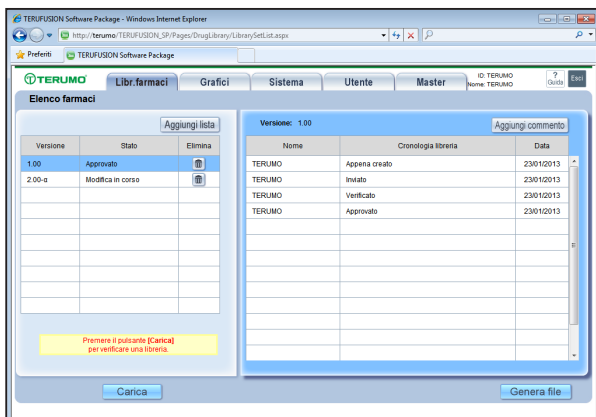 TERUFUSION Software Package - Windows Internet Explorer
http://terumo/TERUFUSION_SP/Pages/DrugLibrary/LibrarySetList.aspx
Preferiti TERUFUSION Software Package
TERUMO Libr.farmaci Grafici Sistema Utente Master ID: TERUMO Nome: TERUMO ? Guida Esci
Elenco farmaci
Aggiungi lista
Versione Stato Elimina
1.00 Approvato
2.00-α Modifica in corso
Premere il pulsante [Carica]
per verificare una libreria.
Carica
Versione: 1.00 Aggiungi commento
Nome Cronologia libreria Data
TERUMO Appena creato 23/01/2013
TERUMO Inviato 23/01/2013
TERUMO Verificato 23/01/2013
TERUMO Approvato 23/01/2013
Genera file